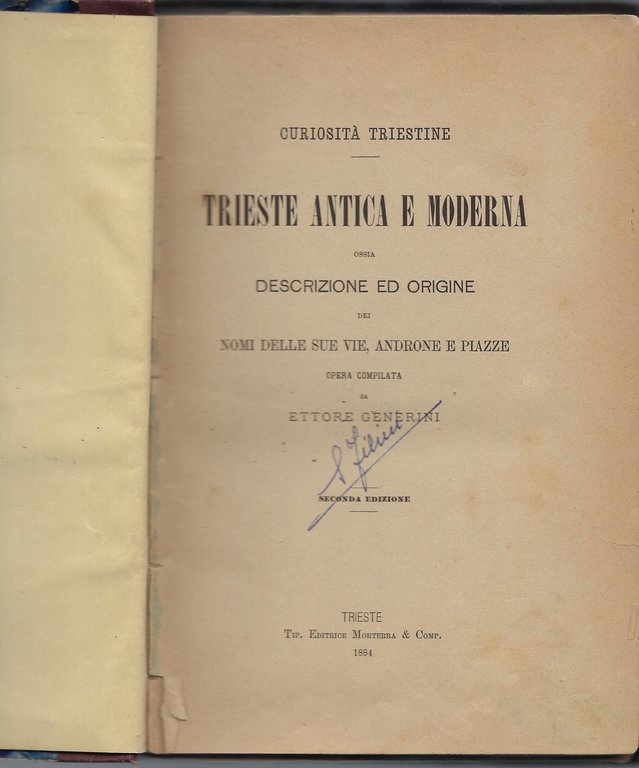 CURIOSITÀ TRIESTINE
TRIESTE ANTICA E MODERNA
OSSIA
DESCRIZIONE ED ORIGINE
DEI
NOMI DELLE SUE VIE, ANDRONE E PIAZZE
OPERA COMPILATA
da
ETTORE GENERINI
SECONDA EDIZIONE
TRIESTE
TIP. EDITRICE MORTERRA & COMP.
1884